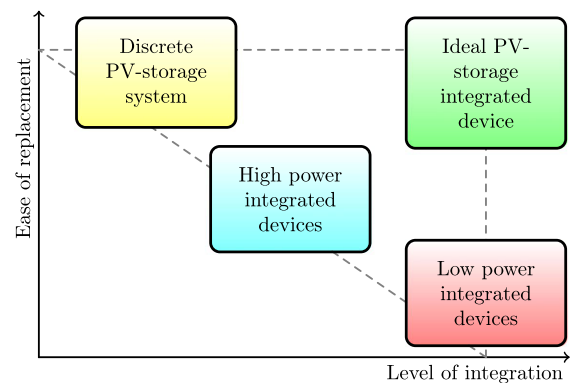 Ease of replacement
Discrete
PV-storage
system
Ideal PV-
storage
integrated
device
High power
integrated
devices
Low power
integrated
devices
Level of integration